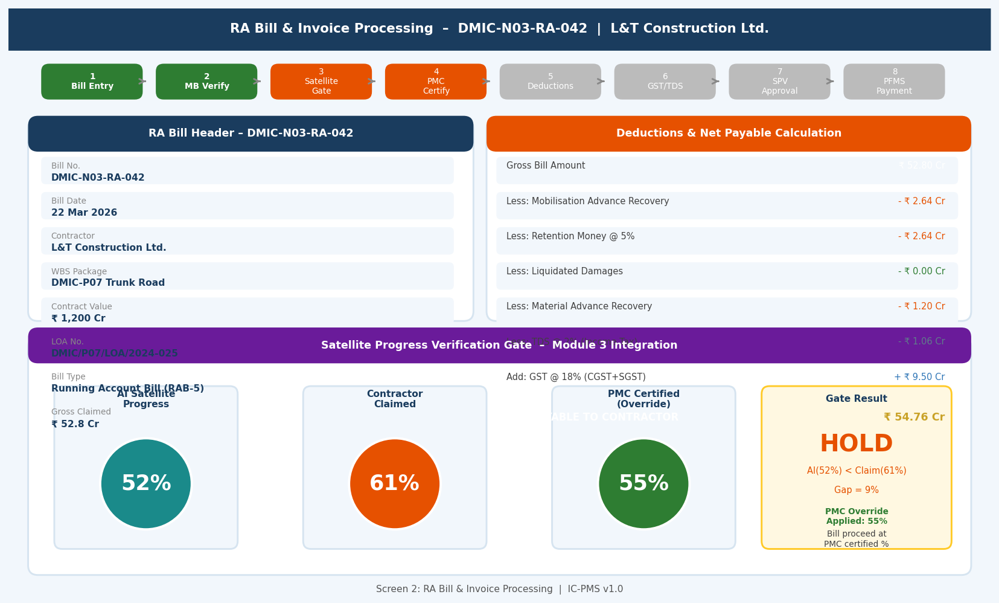 RA Bill & Invoice Processing – DMIC-N03-RA-042 | L&T Construction Ltd.
1
Bill Entry
2
MB Verify
3
Satellite
Gate
4
PMC
Certify
5
Deductions
6
GST/TDS
7
SPV
Approval
8
PFMS
Payment
RA Bill Header – DMIC-N03-RA-042
Bill No.
DMIC-N03-RA-042
Bill Date
22 Mar 2026
Contractor
L&T Construction Ltd.
WBS Package
DMIC-P07 Trunk Road
Contract Value
₹ 1,200 Cr
LOA No.
DMIC/P07/LOA/2024-025
Bill Type
Running Account Bill (RAB-5)
Gross Claimed
₹ 52.8 Cr
Deductions & Net Payable Calculation
Gross Bill Amount ₹ 52.80 Cr
Less: Mobilisation Advance Recovery - ₹ 2.64 Cr
Less: Retention Money @ 5% - ₹ 2.64 Cr
Less: Liquidated Damages - ₹ 0.00 Cr
Less: Material Advance Recovery - ₹ 1.20 Cr
- ₹ 1.06 Cr
Add: GST @ 18% (CGST+SGST) + ₹ 9.50 Cr
TO CONTRACTOR ₹ 54.76 Cr
Satellite Progress Verification Gate – Module 3 Integration
AI Satellite
Progress
52%
Contractor
Claimed
61%
PMC Certified
(Override)
55%
Gate Result
HOLD
AI(52%) < Claim(61%)
Gap = 9%
PMC Override
Applied: 55%
Bill proceed at
PMC certified %
Screen 2: RA Bill & Invoice Processing | IC-PMS v1.0